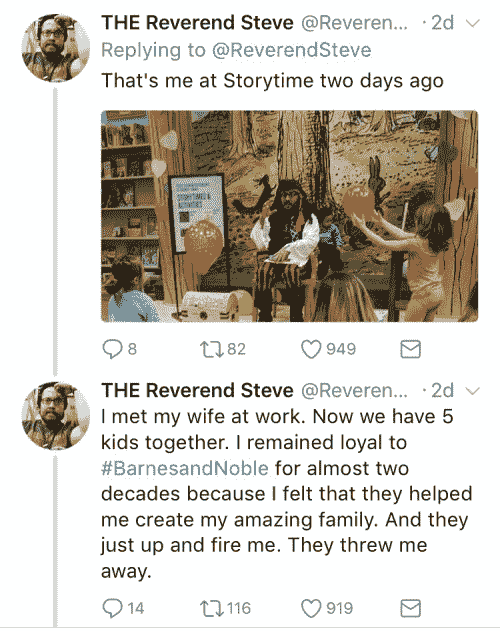 THE Reverend Steve @Reveren... · 2d
Replying to @ReverendSteve
That's me at Storytime two days ago
8 82 949
THE Reverend Steve @Reveren... · 2d
I met my wife at work. Now we have 5
kids together. I remained loyal to
#BarnesandNoble for almost two
decades because I felt that they helped
me create my amazing family. And they
just up and fire me. They threw me
away.
14 116 919